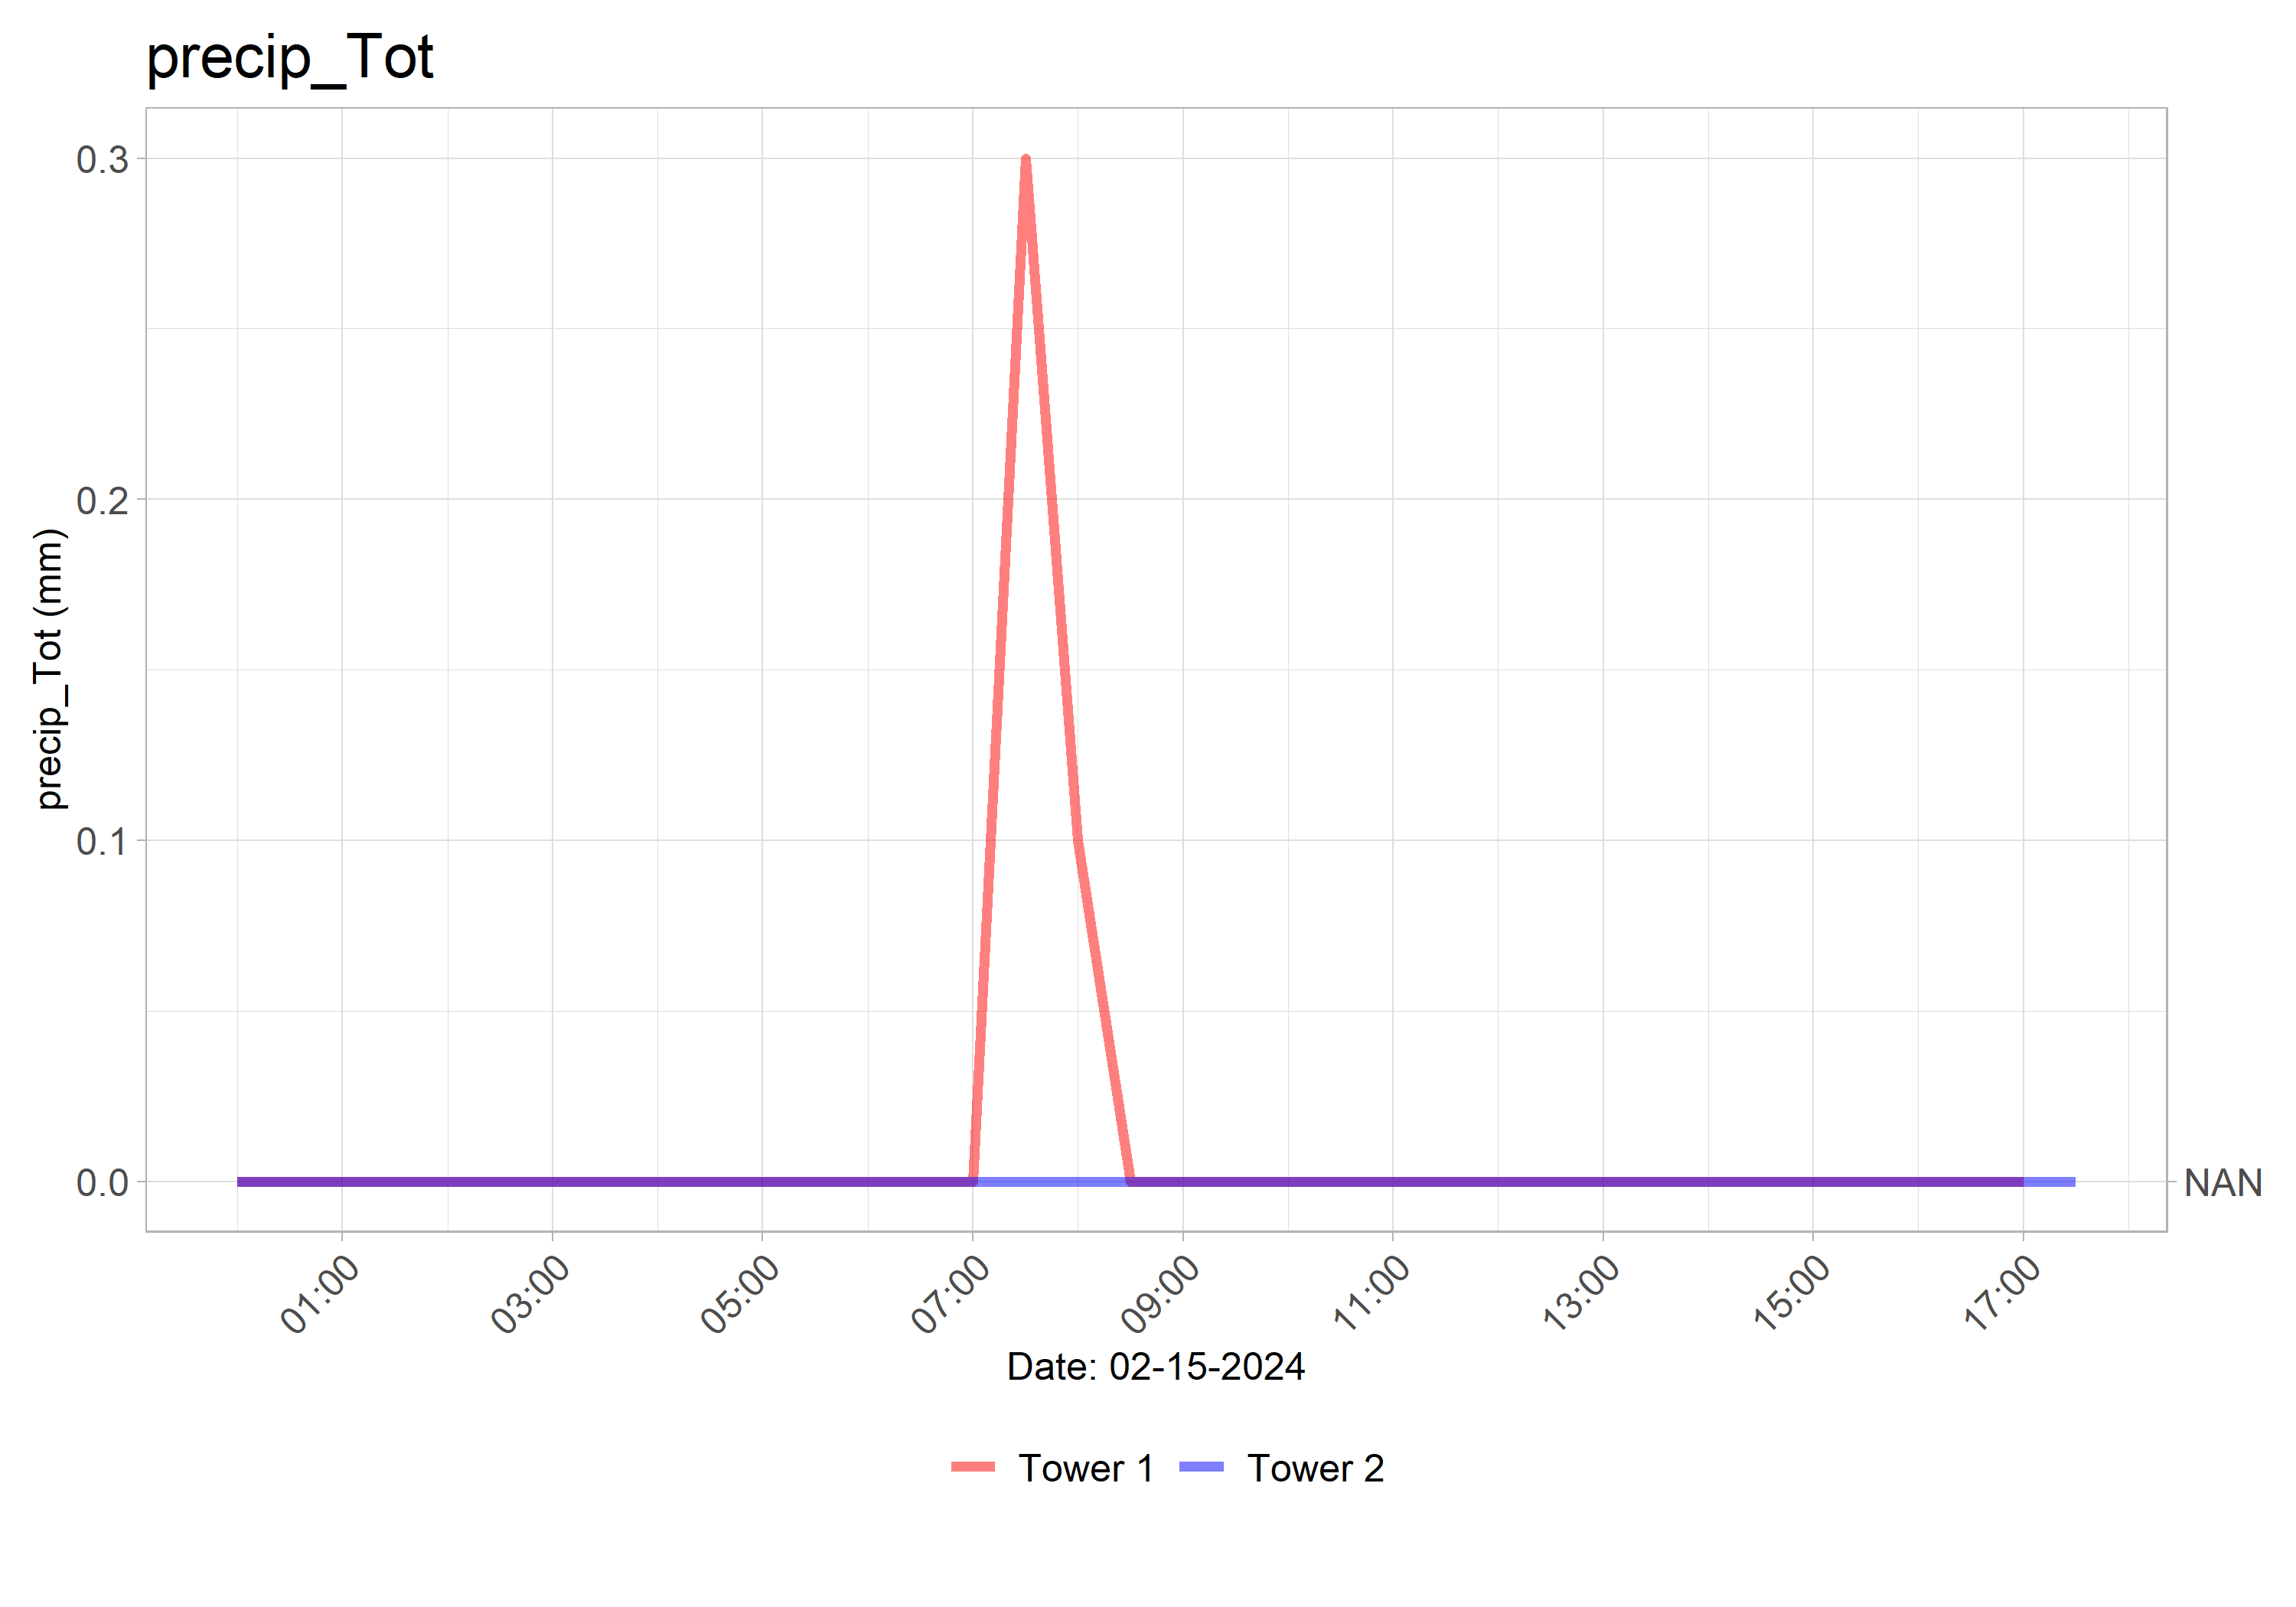 precip_Tot
0.3
0.2
0.1
0.0
precip_Tot (mm)
NAN
01:00 03:00 05:00 07:00 09:00 11:00 13:00 15:00 17:00
Date: 02-15-2024
Tower 1 Tower 2